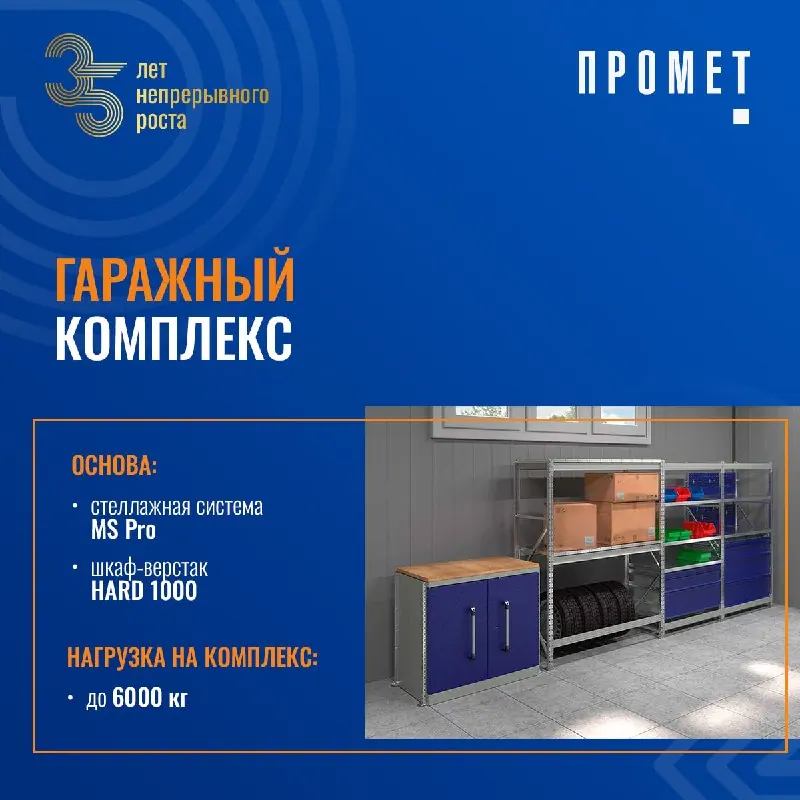 35 лет
непрерывного
роста
ПРОМЕТ
ГАРАЖНЫЙ
КОМПЛЕКС
ОСНОВА:
• стеллажная система
MS Pro
• шкаф-верстак
HARD 1000
НАГРУЗКА НА КОМПЛЕКС:
• до 6000 кг